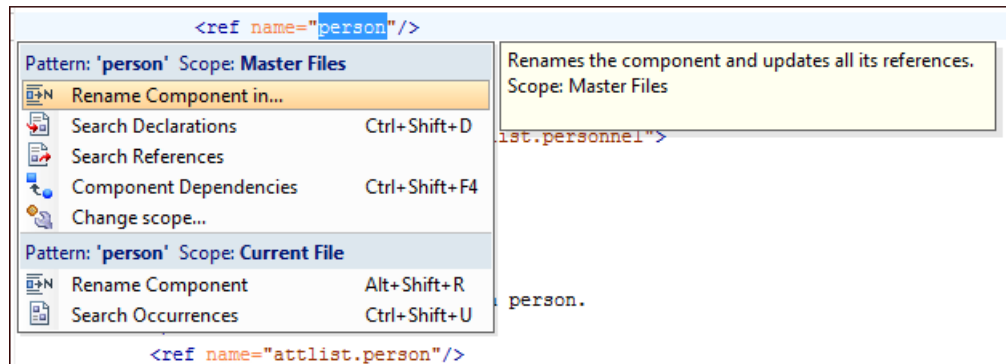 <ref name="person"/>
Pattern: 'person' Scope: Master Files
Rename Component in...
Search Declarations Ctrl+Shift+D
Search References
Component Dependencies Ctrl+Shift+F4
Change scope...
Pattern: 'person' Scope: Current File
Rename Component Alt+Shift+R
Search Occurrences Ctrl+Shift+U
Renames the component and updates all its references.
Scope: Master Files
ist.personnel">
person.
<ref name="attlist.person"/>